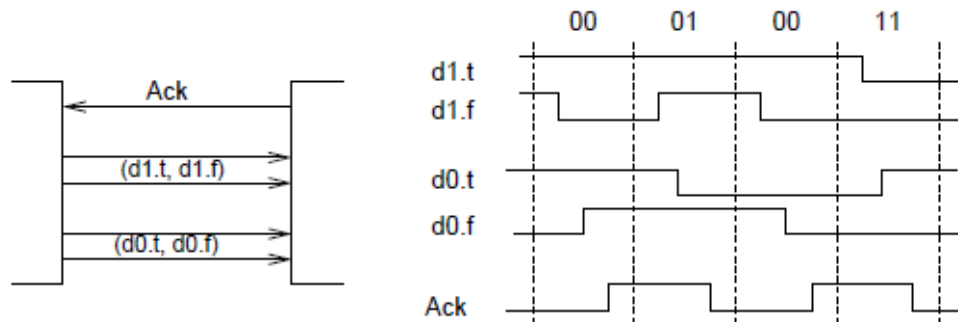 Ack
(d1.t, d1.f)
(d0.t, d0.f)
00 01 00 11
d1.t
d1.f
d0.t
d0.f
Ack